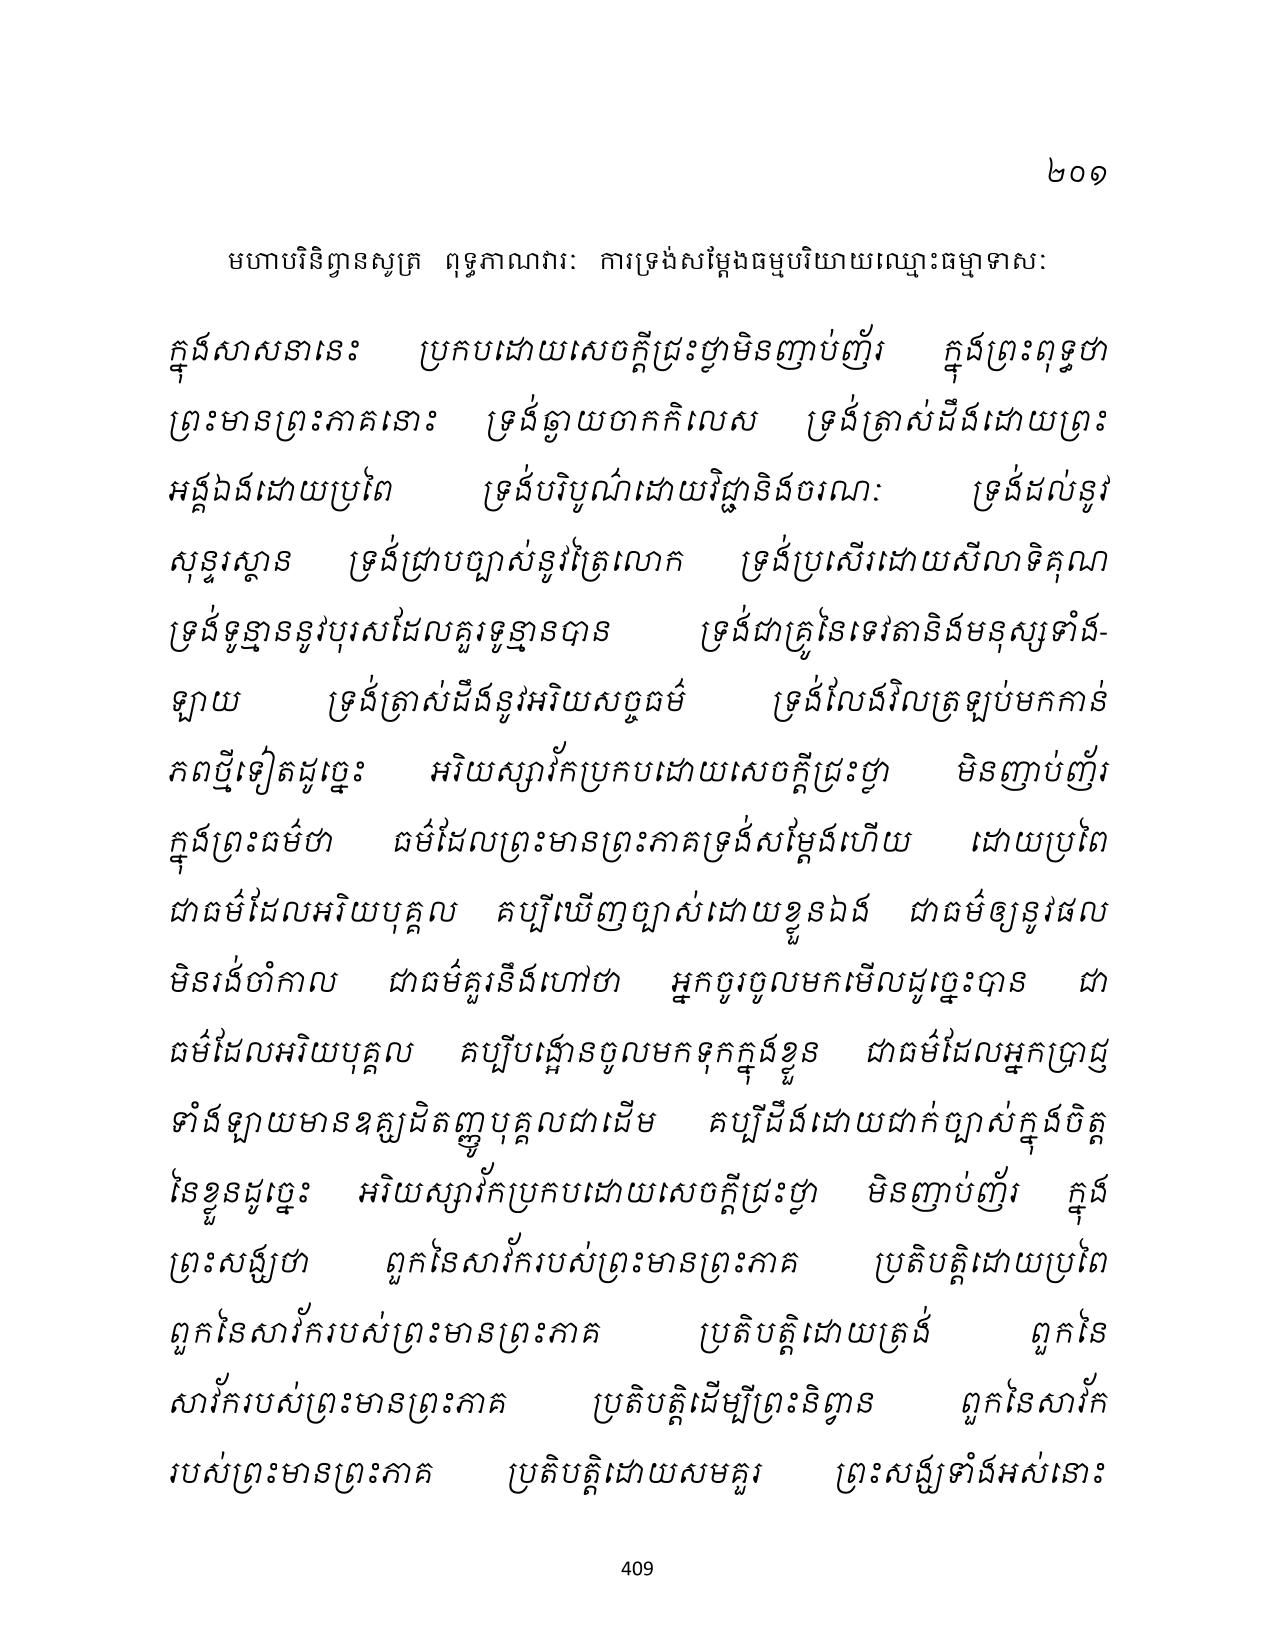 ២០១
មហាបរិនិព្វានសូត្រ ពុទ្ធភាណវារៈ ការទ្រង់សម្តែងធម្មបរិយាយឈ្មោះធម្មាទាសៈ
ក្នុងសាសនានេះ ប្រកបដោយសេចក្តីជ្រះថ្លាមិនញាប់ញ័រ ក្នុងព្រះពុទ្ធថា
ព្រះមានព្រះភាគនោះ ទ្រង់ឆ្ងាយចាកកិលេស ទ្រង់ត្រាស់ដឹងដោយព្រះ
អង្គឯងដោយប្រពៃ ទ្រង់បរិបូណ៌ដោយវិជ្ជានិងចរណៈ ទ្រង់ដល់នូវ
សុន្ទរស្ថាន ទ្រង់ជ្រាបច្បាស់នូវត្រៃលោក ទ្រង់ប្រសើរដោយសីលាទិគុណ
ទ្រង់ទូន្មាននូវបុរសដែលគួរទូន្មានបាន ទ្រង់ជាគ្រូនៃទេវតានិងមនុស្សទាំង-
ឡាយ ទ្រង់ត្រាស់ដឹងនូវអរិយសច្ចធម៌ ទ្រង់លែងវិលត្រឡប់មកកាន់
ភពថ្មីទៀតដូច្នេះ អរិយស្សាវ័កប្រកបដោយសេចក្តីជ្រះថ្លា មិនញាប់ញ័រ
ក្នុងព្រះធម៌ថា ធម៌ដែលព្រះមានព្រះភាគទ្រង់សម្តែងហើយ ដោយប្រពៃ
ជាធម៌ដែលអរិយបុគ្គល គប្បីឃើញច្បាស់ដោយខ្លួនឯង ជាធម៌ឲ្យនូវផល
មិនរង់ចាំកាល ជាធម៌គួរនឹងហៅថា អ្នកចូរចូលមកមើលដូច្នេះបាន ជា
ធម៌ដែលអរិយបុគ្គល គប្បីបង្អោនចូលមកទុកក្នុងខ្លួន ជាធម៌ដែលអ្នកប្រាជ្ញ
ទាំងឡាយមានឧគ្ឃដិតញ្ញូបុគ្គលជាដើម គប្បីដឹងដោយជាក់ច្បាស់ក្នុងចិត្ត
នៃខ្លួនដូច្នេះ អរិយស្សាវ័កប្រកបដោយសេចក្តីជ្រះថ្លា មិនញាប់ញ័រ ក្នុង
ព្រះសង្ឃថា ពួកនៃសាវ័ករបស់ព្រះមានព្រះភាគ ប្រតិបត្តិដោយប្រពៃ
ពួកនៃសាវ័ករបស់ព្រះមានព្រះភាគ ប្រតិបត្តិដោយត្រង់ ពួកនៃ
សាវ័ករបស់ព្រះមានព្រះភាគ ប្រតិបត្តិដើម្បីព្រះនិព្វាន ពួកនៃសាវ័ក
របស់ព្រះមានព្រះភាគ ប្រតិបត្តិដោយសមគួរ ព្រះសង្ឃទាំងអស់នោះ
409